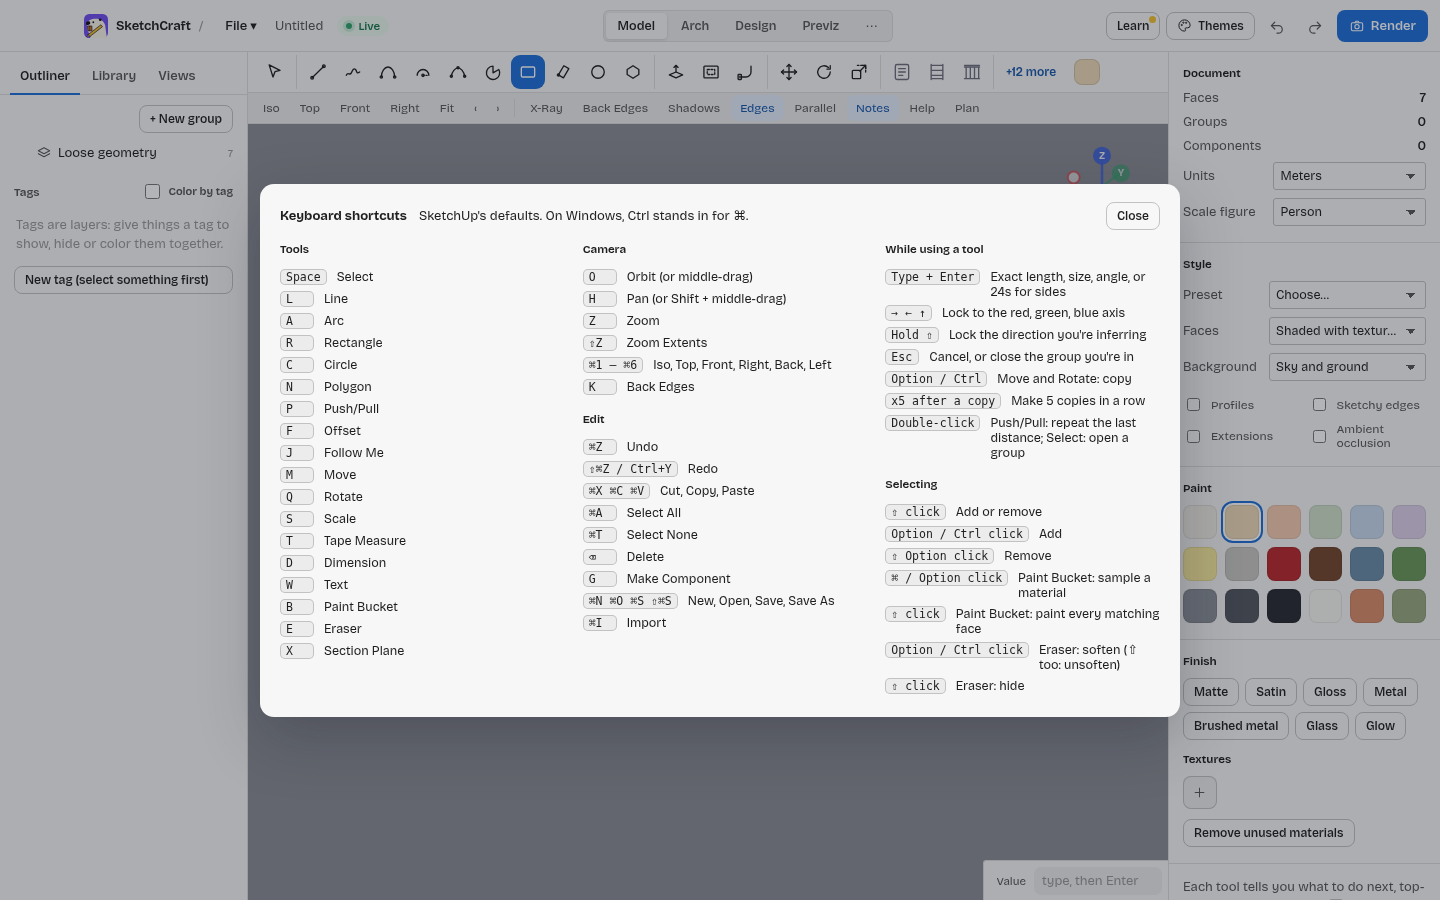 SketchCraft / File ▾ Untitled Live Model Arch Design Previz ··· Learn Themes Render
Outliner Library Views
+ New group
Loose geometry 7
Tags Color by tag
Tags are layers: give things a tag to
show, hide or color them together.
New tag (select something first)
+12 more
Iso Top Front Right Fit ‹ › X-Ray Back Edges Shadows Edges Parallel Notes Help Plan
Z
Y
Keyboard shortcuts SketchUp's defaults. On Windows, Ctrl stands in for ⌘.
Close
Tools
Space Select
L Line
A Arc
R Rectangle
C Circle
N Polygon
P Push/Pull
F Offset
J Follow Me
M Move
Q Rotate
S Scale
T Tape Measure
D Dimension
W Text
B Paint Bucket
E Eraser
X Section Plane
Camera
O Orbit (or middle-drag)
H Pan (or Shift + middle-drag)
Z Zoom
⇧Z Zoom Extents
⌘1 – ⌘6 Iso, Top, Front, Right, Back, Left
K Back Edges
Edit
⌘Z Undo
⇧⌘Z / Ctrl+Y Redo
⌘X ⌘C ⌘V Cut, Copy, Paste
⌘A Select All
⌘T Select None
⌫ Delete
G Make Component
⌘N ⌘O ⌘S ⇧⌘S New, Open, Save, Save As
⌘I Import
While using a tool
Type + Enter Exact length, size, angle, or
24s for sides
→ ← ↑ Lock to the red, green, blue axis
Hold ⇧ Lock the direction you're inferring
Esc Cancel, or close the group you're in
Option / Ctrl Move and Rotate: copy
x5 after a copy Make 5 copies in a row
Double-click Push/Pull: repeat the last
distance; Select: open a
group
Selecting
⇧ click Add or remove
Option / Ctrl click Add
⇧ Option click Remove
⌘ / Option click Paint Bucket: sample a
material
⇧ click Paint Bucket: paint every matching
face
Option / Ctrl click Eraser: soften (⇧
too: unsoften)
⇧ click Eraser: hide
Value type, then Enter
Document
Faces 7
Groups 0
Components 0
Units Meters
Scale figure Person
Style
Preset Choose...
Faces Shaded with textur...
Background Sky and ground
Profiles Sketchy edges
Extensions Ambient
occlusion
Paint
Finish
Matte Satin Gloss Metal
Brushed metal Glass Glow
Textures
+
Remove unused materials
Each tool tells you what to do next, top-